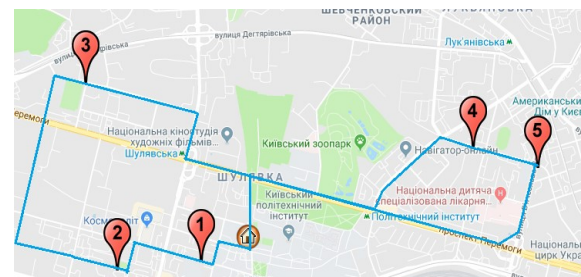 ШЕВЧЕНКОВСКИЙ
РАЙОН
ЛУК'ЯНІВКА
вулиця Дегтярівська
Лук'янівська
вулиця Дегтярівська
3
4
5
Американський
Дім у Києві
Перемоги
Національна кіностудія
художніх фільмів...
Шулявська
Київський зоопарк
Навігатор-онлайн
ШУЛЯВКА
Київський
політехнічний
інститут
Національна дитяча
спеціалізована лікарня...
Політехнічний інститут
Космополіт
1
2
проспект Перемоги
Національний
цирк України